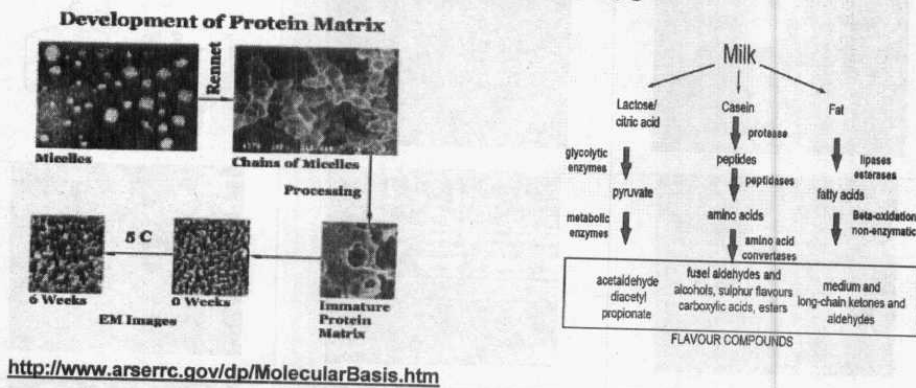 Development of Protein Matrix
Rennet
Micelles
Chains of Micelles
Processing
5 C
6 Weeks
0 Weeks
Immature
Protein
Matrix
EM Images
http://www.arserrc.gov/dp/MolecularBasis.htm
Milk
Lactose/
citric acid
Casein
Fat
glycolytic
enzymes
protease
lipases
esterases
pyruvate
peptides
fatty acids
peptidases
metabolic
enzymes
amino acids
Beta-oxidation
non-enzymatic
amino acid
convertases
acetaldehyde
diacetyl
propionate
fusel aldehydes and
alcohols, sulphur flavours
carboxylic acids, esters
medium and
long-chain ketones and
aldehydes
FLAVOUR COMPOUNDS